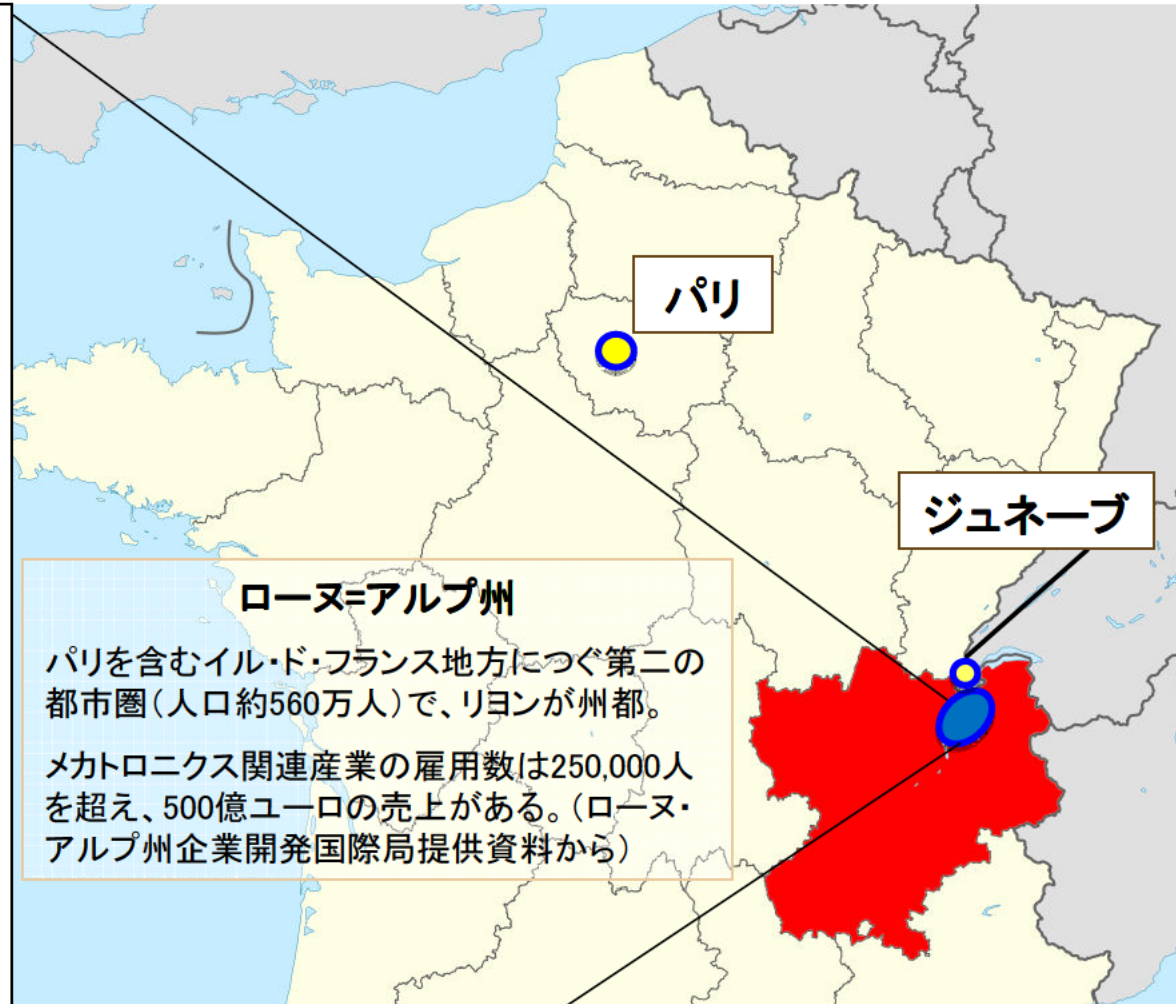 パリ
ジュネーブ
ローヌ=アルプ州
パリを含むイル・ド・フランス地方につぐ第二の
都市圏(人口約560万人)で、リヨンが州都。
メカトロニクス関連産業の雇用数は250,000人
を超え、500億ユーロの売上がある。(ローヌ・
アルプ州企業開発国際局提供資料から)